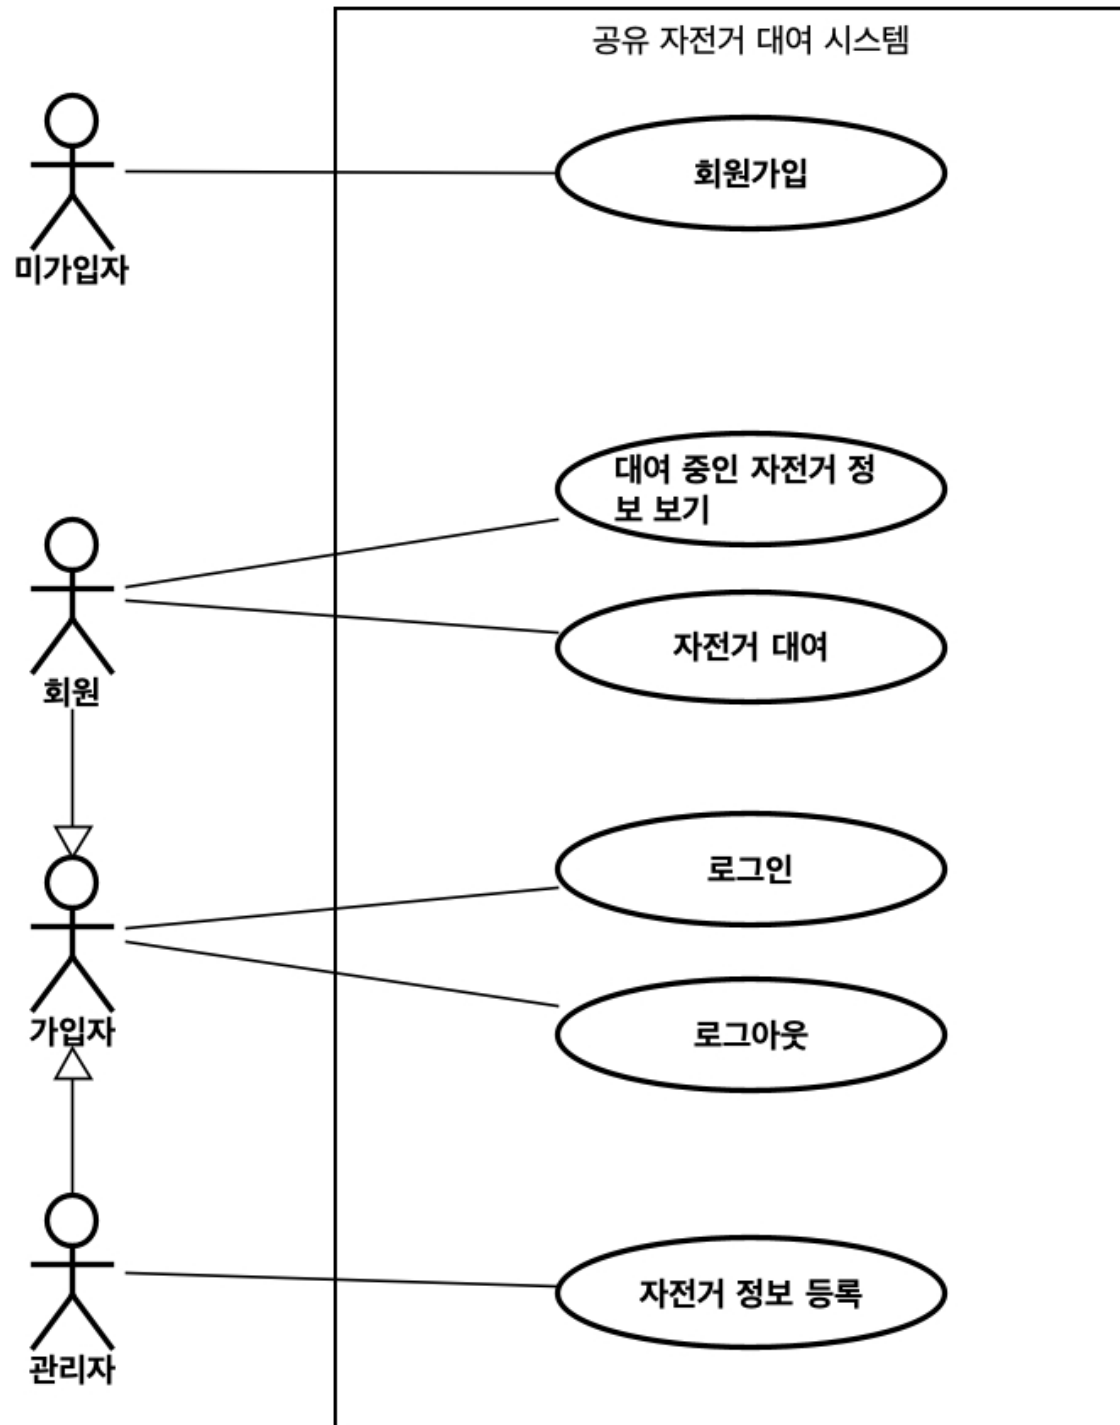 공유 자전거 대여 시스템
회원가입
미가입자
대여 중인 자전거 정
보 보기
자전거 대여
회원
로그인
가입자
로그아웃
자전거 정보 등록
관리자